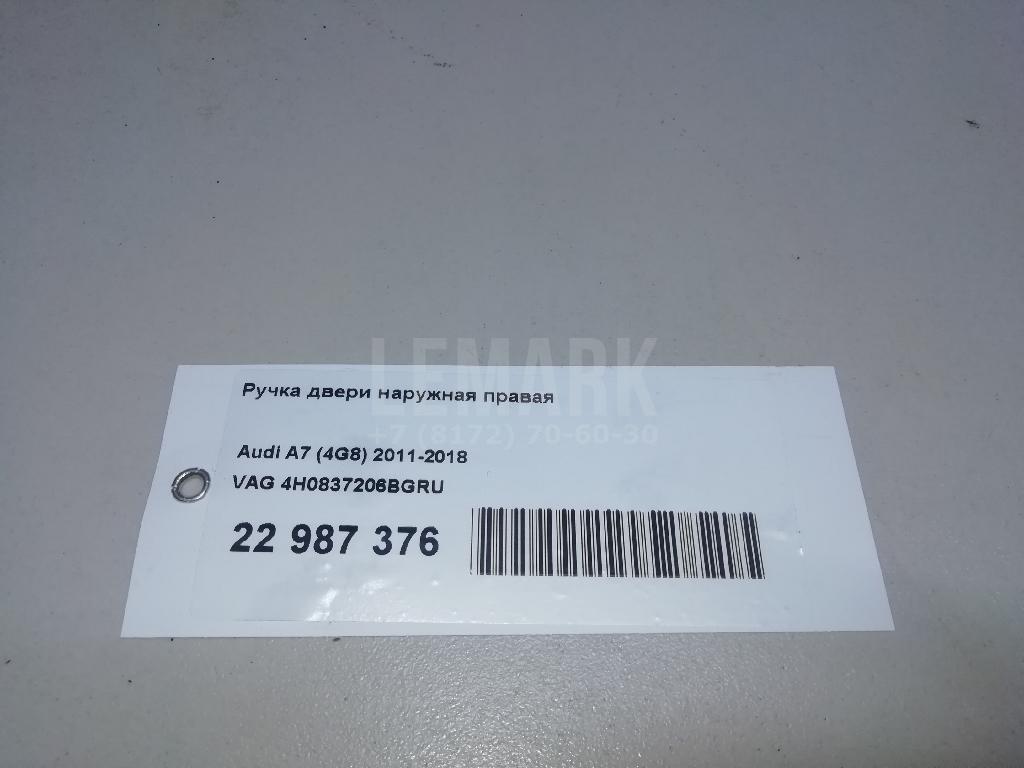 LEMARK
Ручка двери наружная правая
+7 (8172) 70-60-30
Audi A7 (4G8) 2011-2018
VAG 4H0837206BGRU
22 987 376